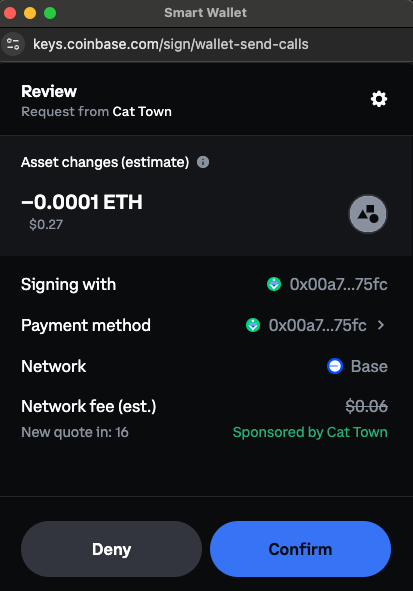 Smart Wallet
keys.coinbase.com/sign/wallet-send-calls
Review
Request from Cat Town
Asset changes (estimate)
−0.0001 ETH
$0.27
Signing with 0x00a7...75fc
Payment method 0x00a7...75fc
Network Base
Network fee (est.) $0.06
New quote in: 16 Sponsored by Cat Town
Deny Confirm